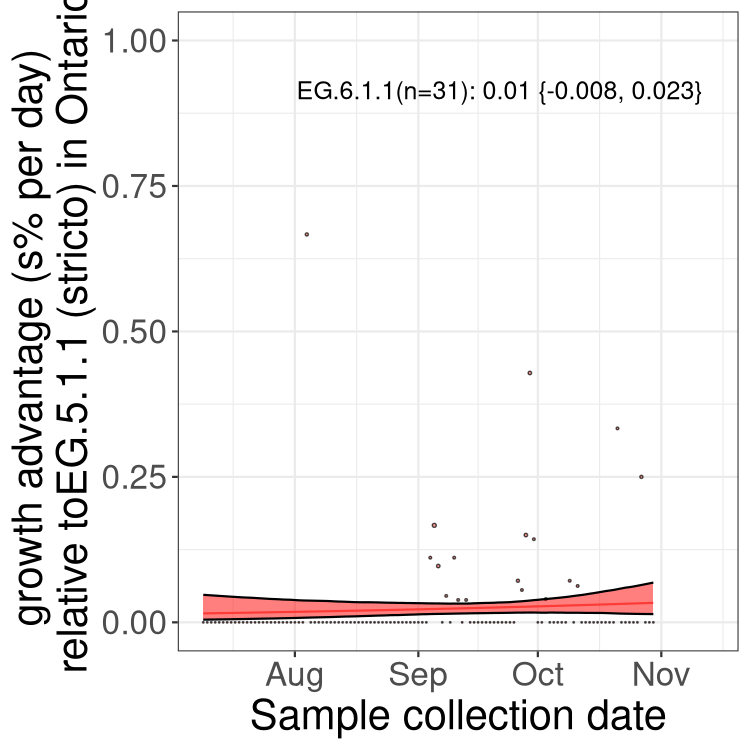 growth advantage (s% per day)
relative toEG.5.1.1 (stricto) in Ontario
1.00
0.75
0.50
0.25
0.00
EG.6.1.1(n=31): 0.01 {-0.008, 0.023}
Aug Sep Oct Nov
Sample collection date